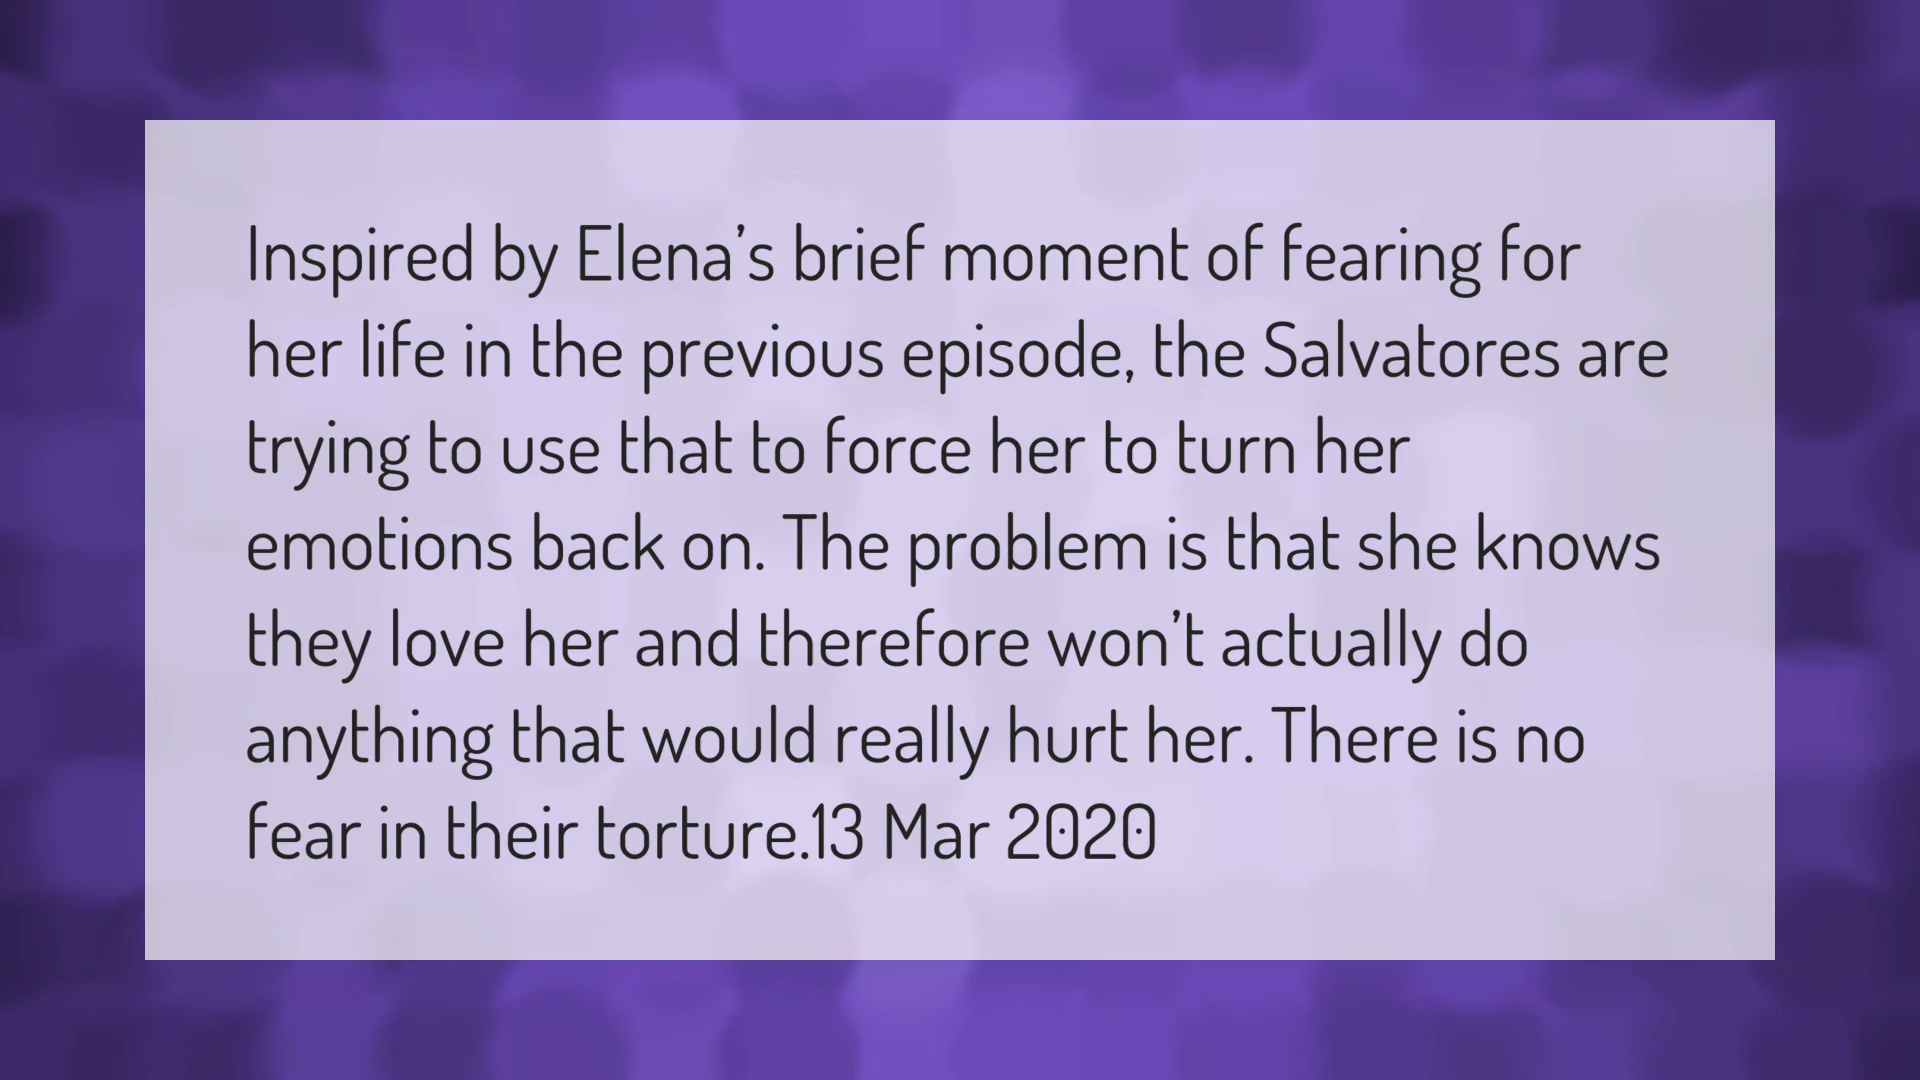 Inspired by Elena's brief moment of fearing for
her life in the previous episode, the Salvatores are
trying to use that to force her to turn her
emotions back on. The problem is that she knows
they love her and therefore won't actually do
anything that would really hurt her. There is no
fear in their torture.13 Mar 2020